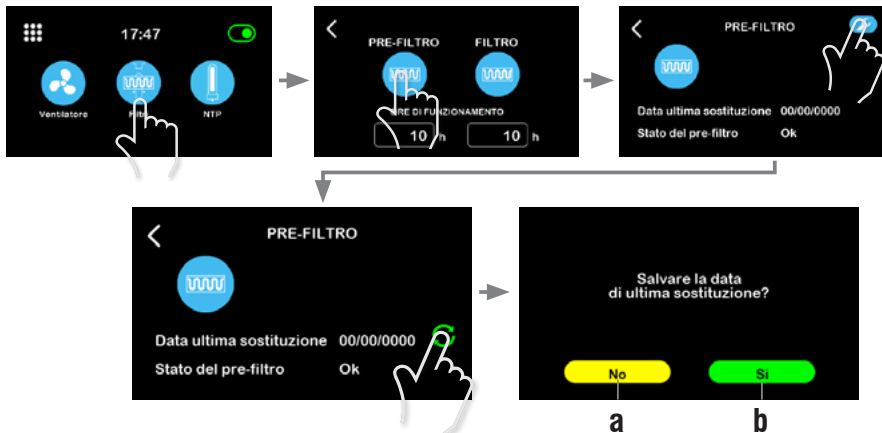 17:47
Ventilatore
NTP
PRE-FILTRO FILTRO
DI FUNZIONAMENTO
10 h 10 h
PRE-FILTRO
Data ultima sostituzione 00/00/0000
Stato del pre-filtro Ok
PRE-FILTRO
Data ultima sostituzione 00/00/0000
Stato del pre-filtro Ok
Salvare la data
di ultima sostituzione?
No Si
a b